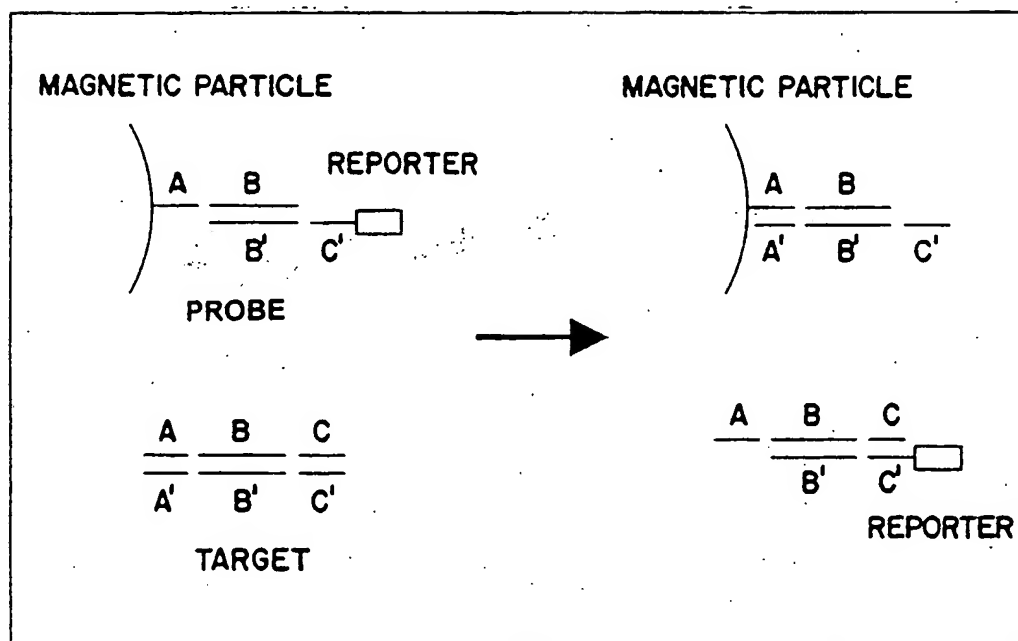 MAGNETIC PARTICLE
A B REPORTER
B' C'
PROBE
A B C
A' B' C'
TARGET
MAGNETIC PARTICLE
A B
A' B' C'
A B C
B' C'
REPORTER